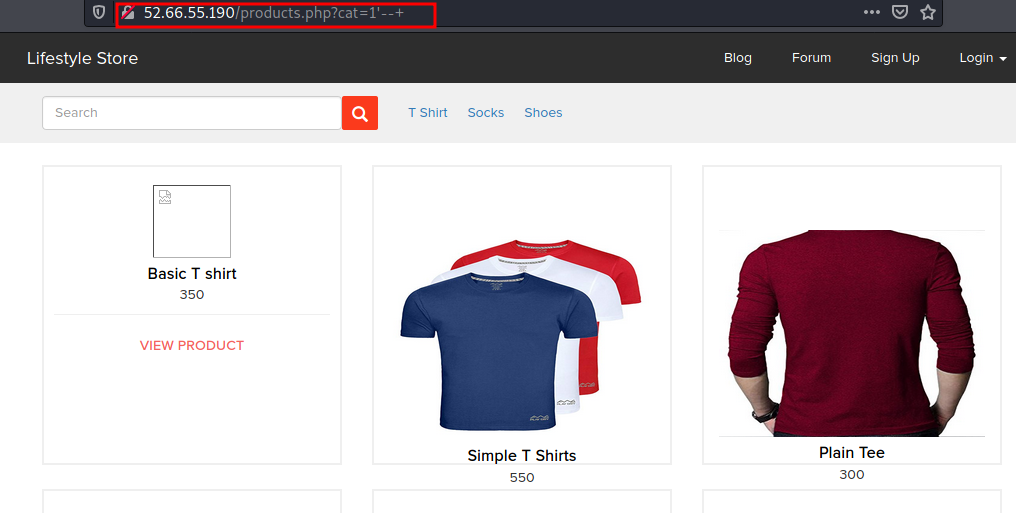 52.66.55.190/products.php?cat=1'--+
Lifestyle Store Blog Forum Sign Up Login
Search T Shirt Socks Shoes
Basic T shirt
350
VIEW PRODUCT
Simple T Shirts
550
Plain Tee
300